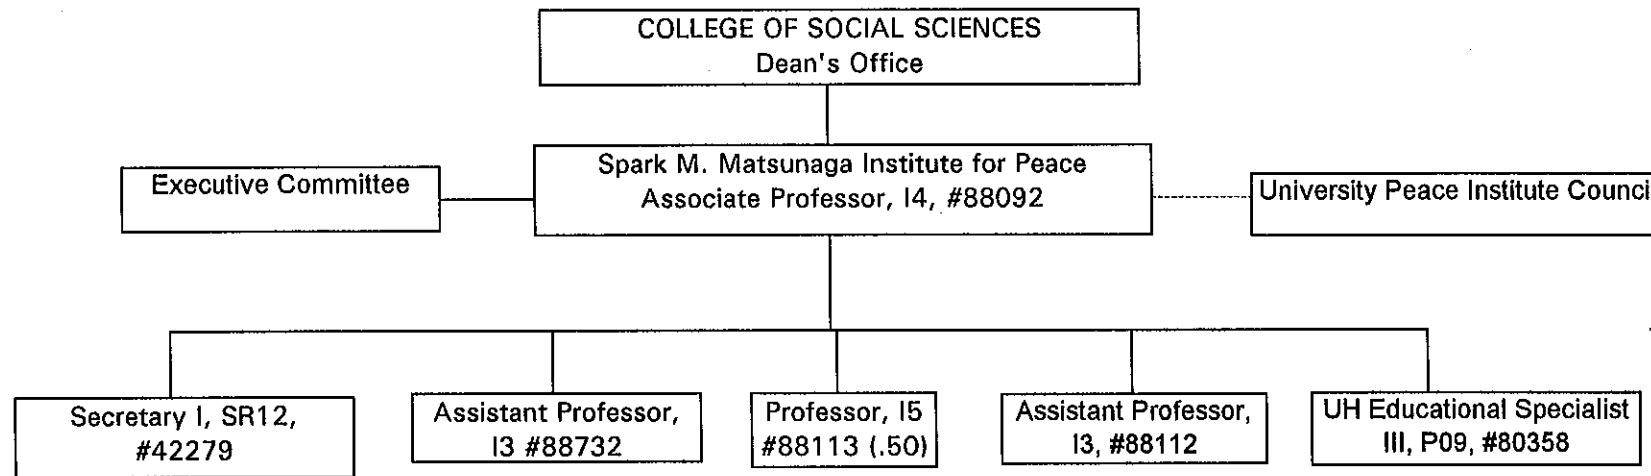 COLLEGE OF SOCIAL SCIENCES
Dean's Office
Spark M. Matsunaga Institute for Peace
Associate Professor, I4, #88092
Executive Committee
University Peace Institute Counci
Secretary I, SR12,
#42279
Assistant Professor,
I3 #88732
Professor, I5
#88113 (.50)
Assistant Professor,
I3, #88112
UH Educational Specialist
III, P09, #80358